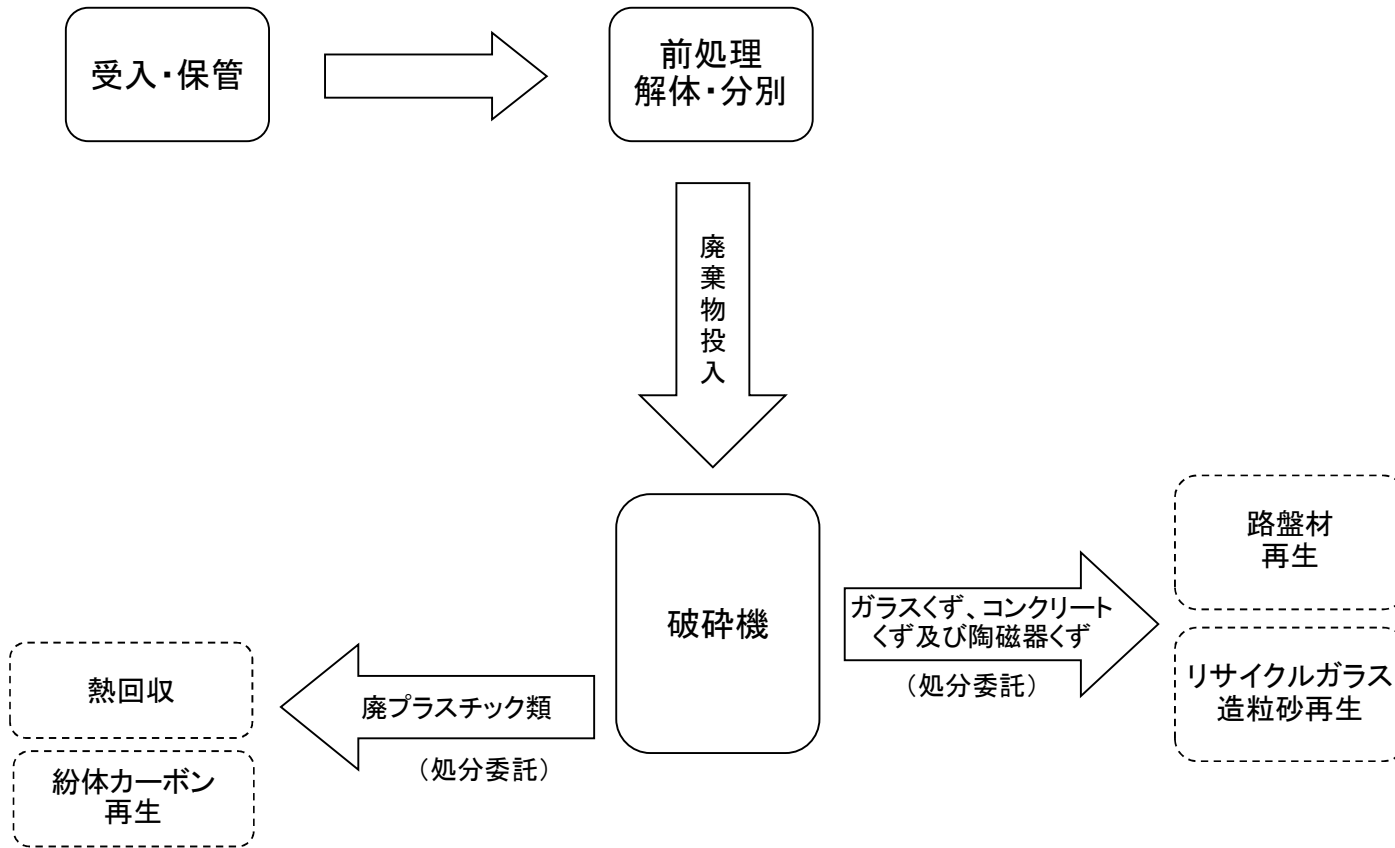 受入・保管
前処理
解体・分別
廃棄物投入
破砕機
ガラスくず、コンクリート
くず及び陶磁器くず
（処分委託）
路盤材
再生
リサイクルガラス
造粒砂再生
廃プラスチック類
（処分委託）
熱回収
紛体カーボン
再生